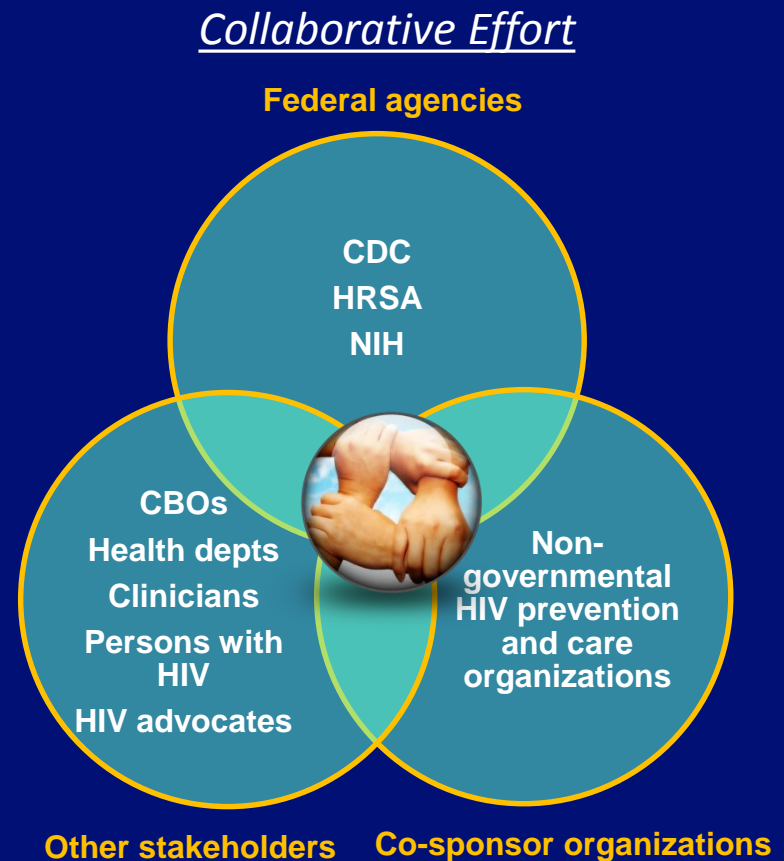 Collaborative Effort
Federal agencies
CDC
HRSA
NIH
CBOs
Health depts
Clinicians
Persons with
HIV
HIV advocates
Non-
governmental
HIV prevention
and care
organizations
Other stakeholders
Co-sponsor organizations